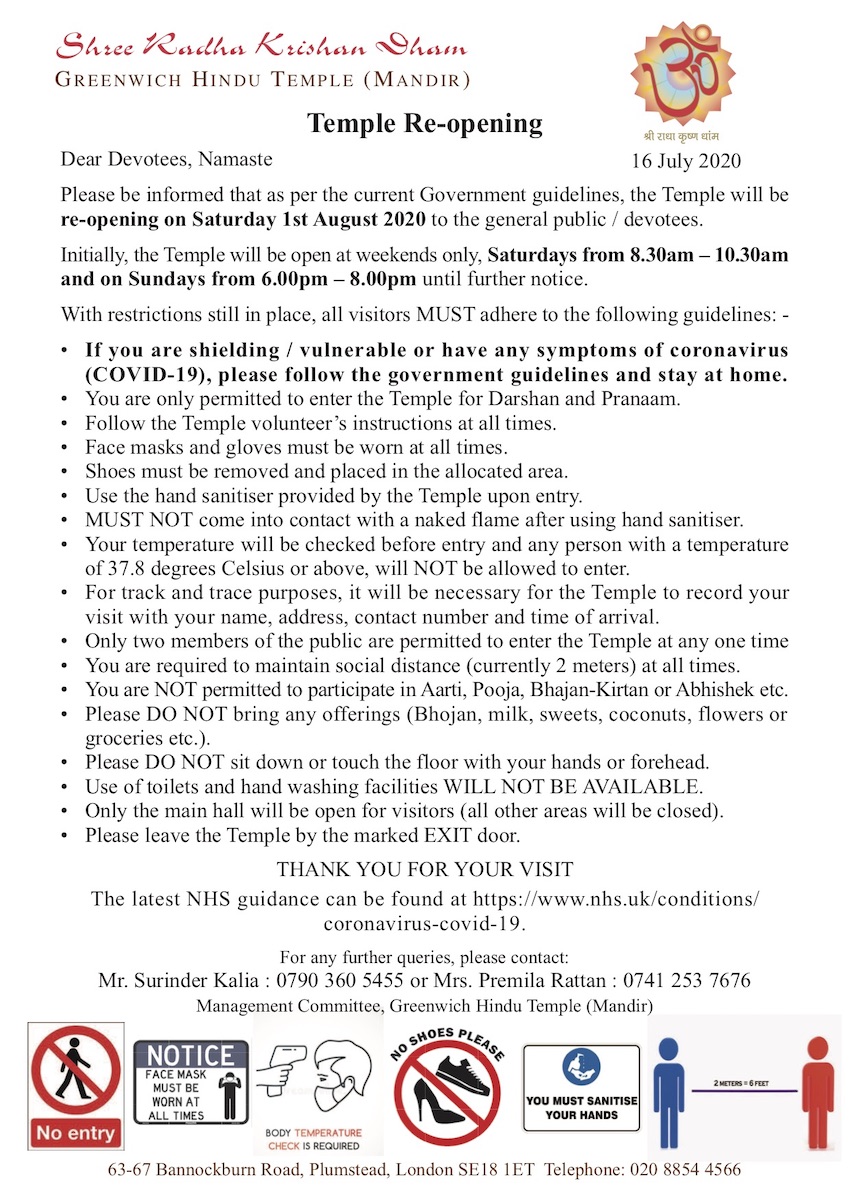 Shree Radha Krishan Dham
GREENWICH HINDU TEMPLE (MANDIR)
ॐ
श्री राधा कृष्ण धांम
Temple Re-opening
Dear Devotees, Namaste
16 July 2020
Please be informed that as per the current Government guidelines, the Temple will be
re-opening on Saturday 1st August 2020 to the general public / devotees.
Initially, the Temple will be open at weekends only, Saturdays from 8.30am – 10.30am
and on Sundays from 6.00pm – 8.00pm until further notice.
With restrictions still in place, all visitors MUST adhere to the following guidelines: -
• If you are shielding / vulnerable or have any symptoms of coronavirus
(COVID-19), please follow the government guidelines and stay at home.
• You are only permitted to enter the Temple for Darshan and Pranaam.
• Follow the Temple volunteer's instructions at all times.
• Face masks and gloves must be worn at all times.
• Shoes must be removed and placed in the allocated area.
• Use the hand sanitiser provided by the Temple upon entry.
• MUST NOT come into contact with a naked flame after using hand sanitiser.
• Your temperature will be checked before entry and any person with a temperature
of 37.8 degrees Celsius or above, will NOT be allowed to enter.
• For track and trace purposes, it will be necessary for the Temple to record your
visit with your name, address, contact number and time of arrival.
• Only two members of the public are permitted to enter the Temple at any one time
• You are required to maintain social distance (currently 2 meters) at all times.
• You are NOT permitted to participate in Aarti, Pooja, Bhajan-Kirtan or Abhishek etc.
• Please DO NOT bring any offerings (Bhojan, milk, sweets, coconuts, flowers or
groceries etc.).
• Please DO NOT sit down or touch the floor with your hands or forehead.
• Use of toilets and hand washing facilities WILL NOT BE AVAILABLE.
• Only the main hall will be open for visitors (all other areas will be closed).
• Please leave the Temple by the marked EXIT door.
THANK YOU FOR YOUR VISIT
The latest NHS guidance can be found at https://www.nhs.uk/conditions/
coronavirus-covid-19.
For any further queries, please contact:
Mr. Surinder Kalia : 0790 360 5455 or Mrs. Premila Rattan : 0741 253 7676
Management Committee, Greenwich Hindu Temple (Mandir)
No entry
NOTICE
FACE MASK
MUST BE
WORN AT
ALL TIMES
BODY TEMPERATURE
CHECK IS REQUIRED
NO SHOES PLEASE
YOU MUST SANITISE
YOUR HANDS
2 METERS = 6 FEET
63-67 Bannockburn Road, Plumstead, London SE18 1ET Telephone: 020 8854 4566